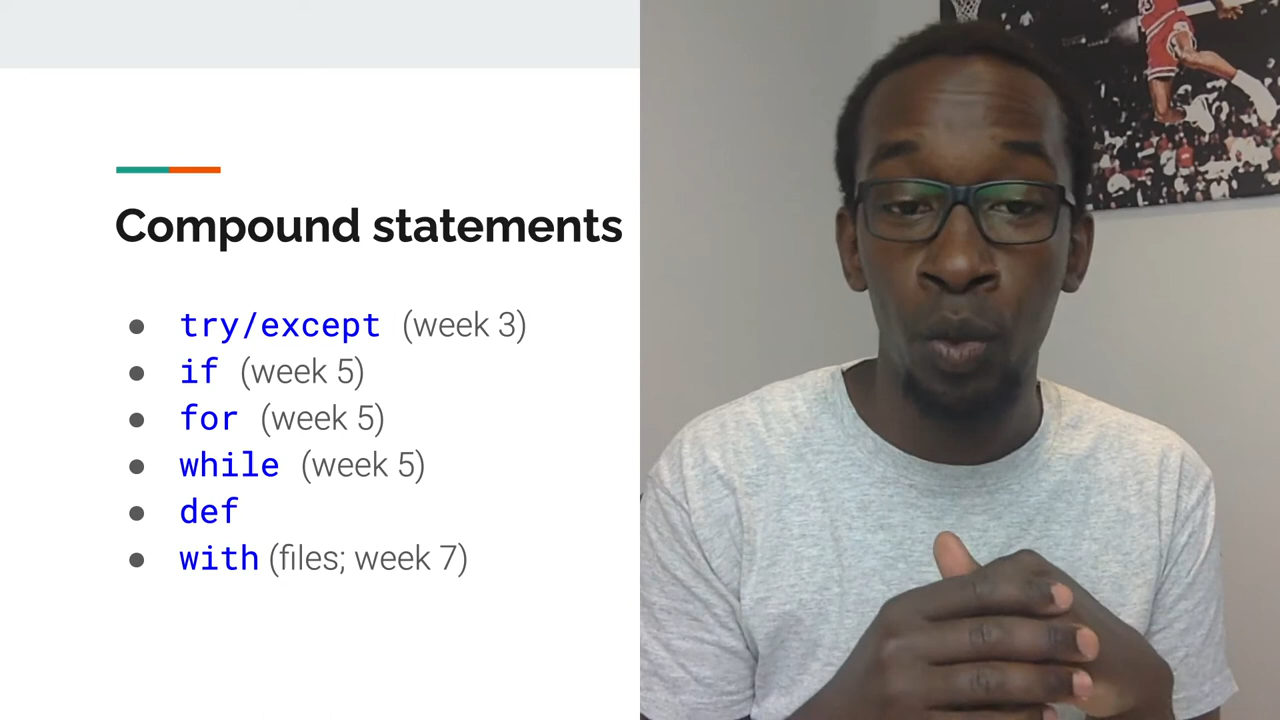 Compound statements
● try/except (week 3)
● if (week 5)
● for (week 5)
● while (week 5)
● def
● with (files; week 7)